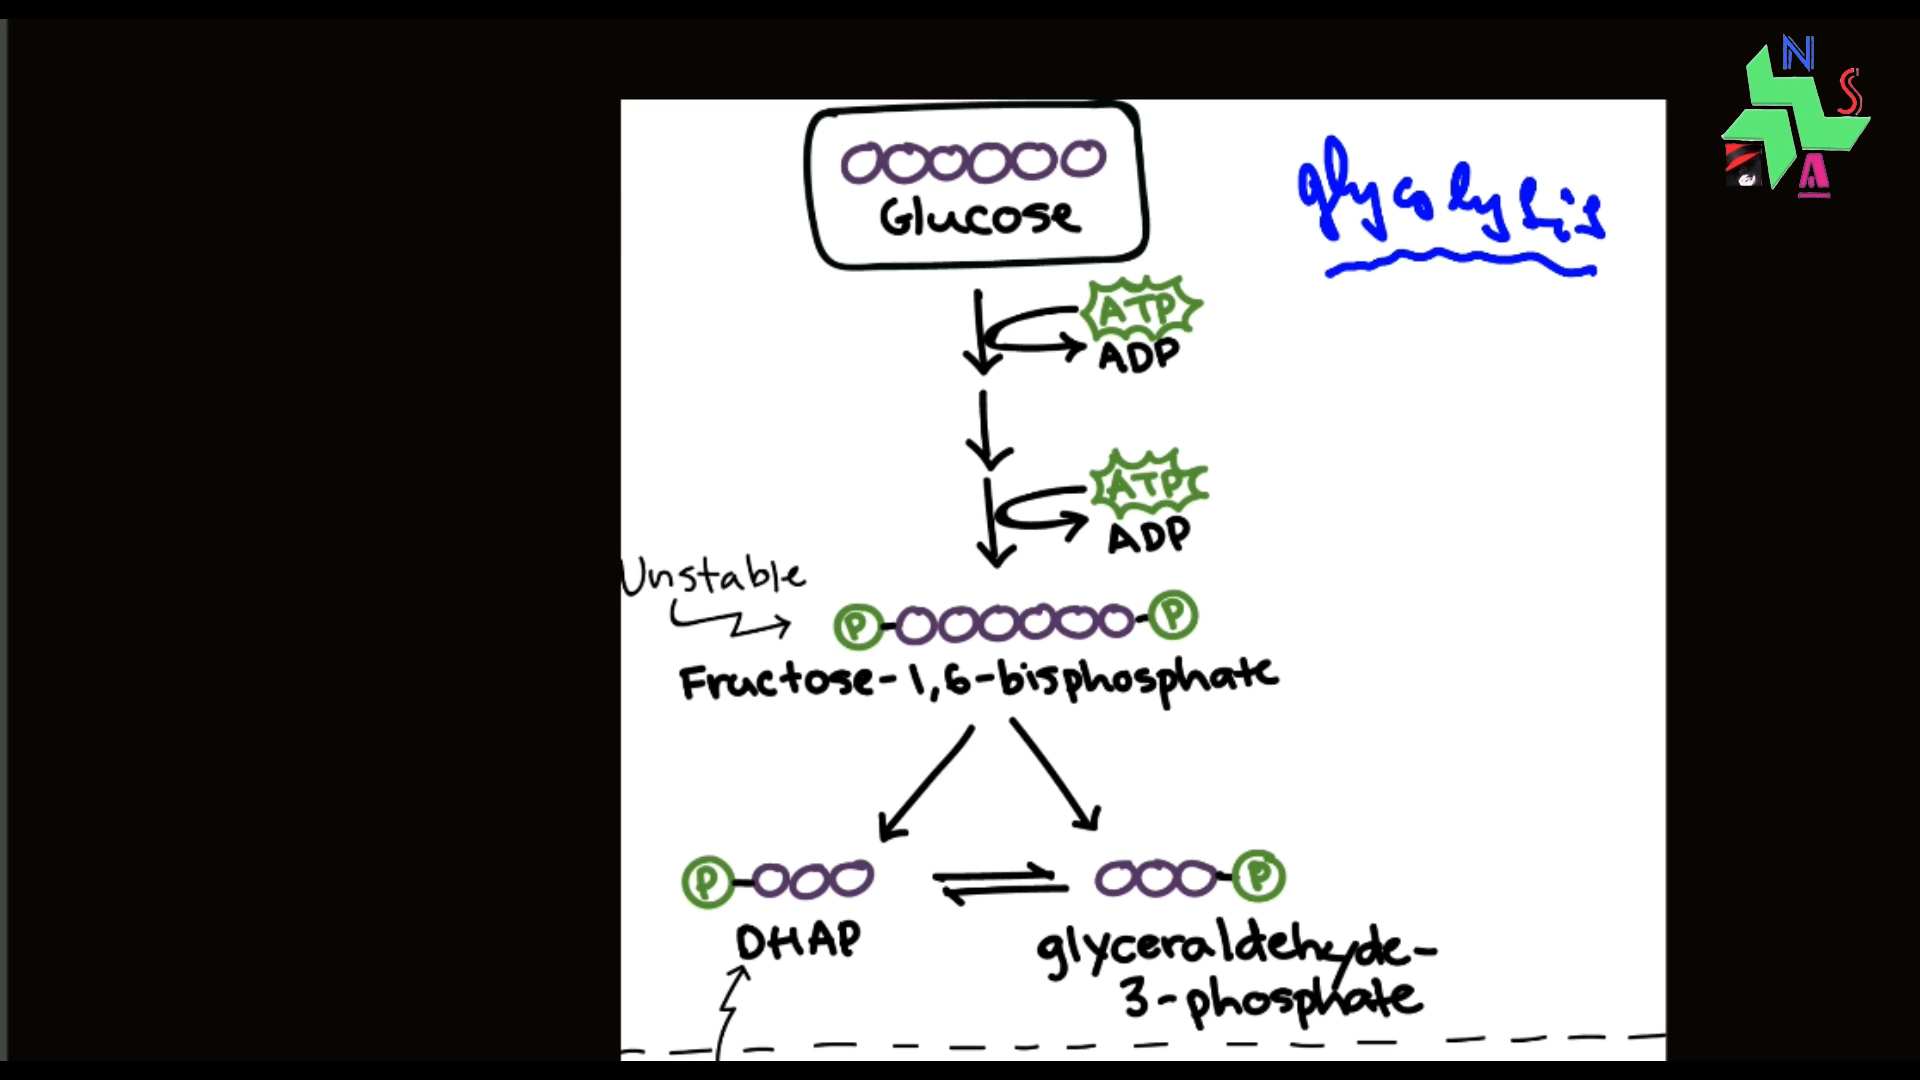 N
S
A
Glucose
glycolysis
ATP
ADP
ATP
ADP
Unstable
P
P
Fructose-1,6-bisphosphate
P
P
DHAP
glyceraldehyde-
3-phosphate